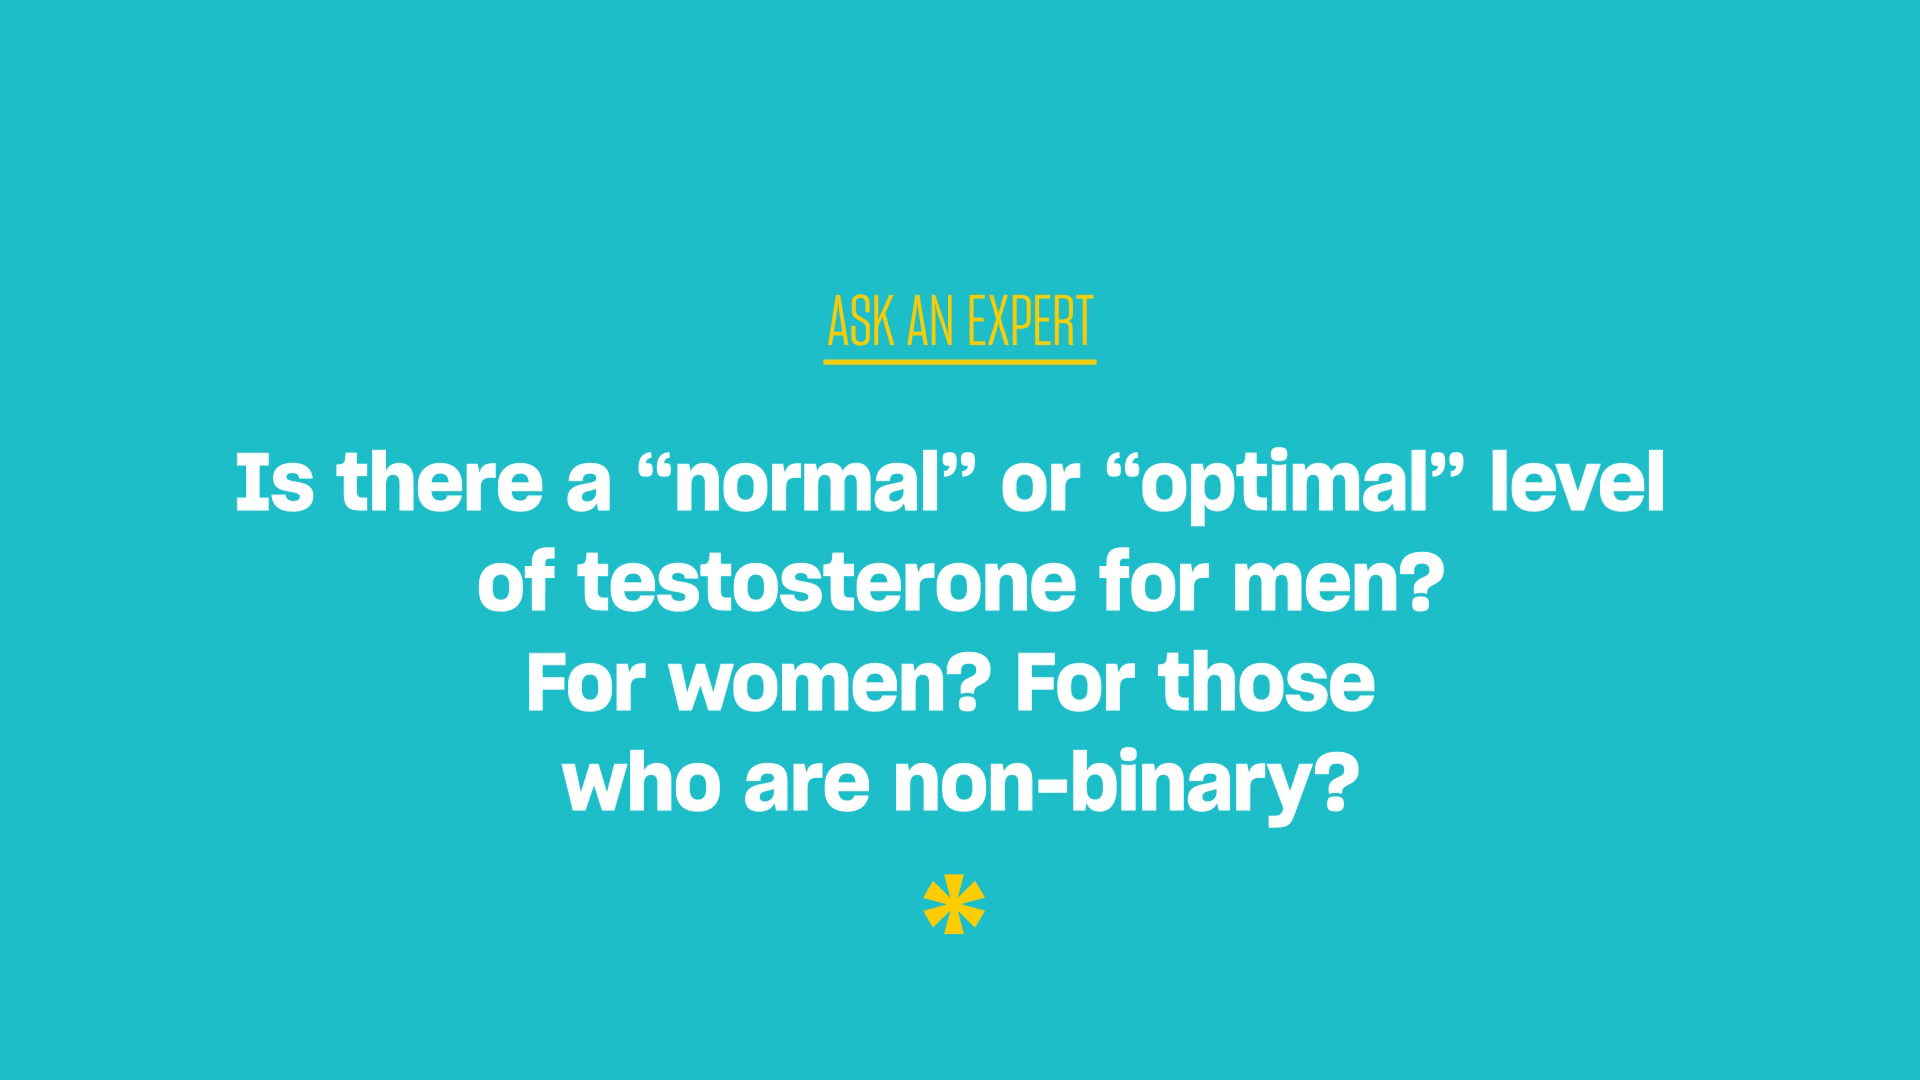 ASK AN EXPERT
Is there a “normal” or “optimal” level
of testosterone for men?
For women? For those
who are non-binary?
*